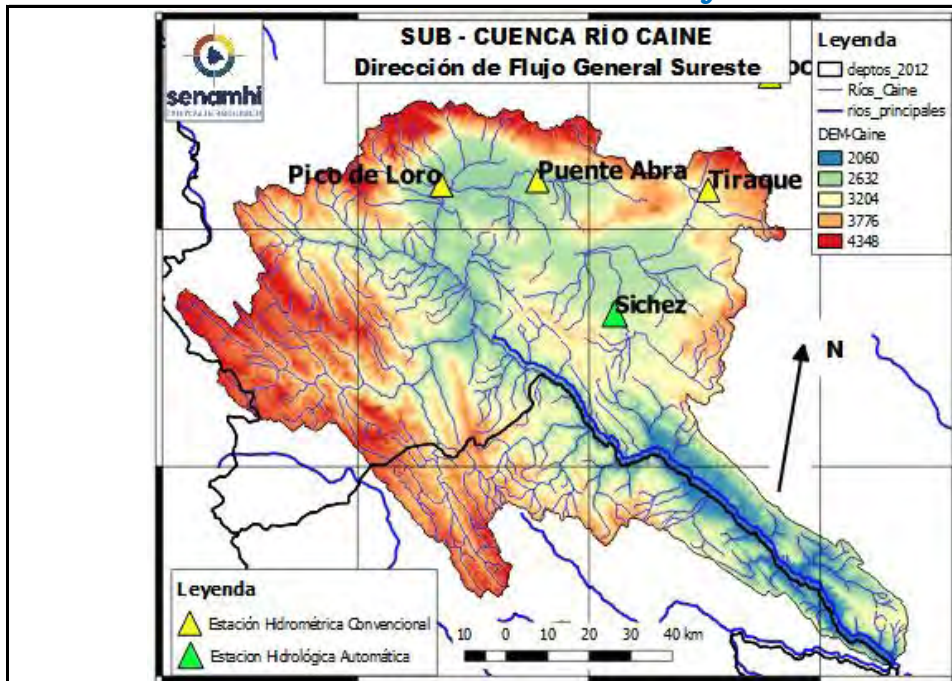 SUB - CUENCA RÍO CAINE
Dirección de Flujo General Sureste
senamhi
Leyenda
deptos_2012
Ríos_Caine
rios_principales
DEM-Caine
2060
2632
3204
3776
4348
Pico de Loro
Puente Abra
Tiraque
Sichez
N
Leyenda
Estación Hidrométrica Convencional
Estacion Hidrológica Automática
10 0 10 20 30 40 km